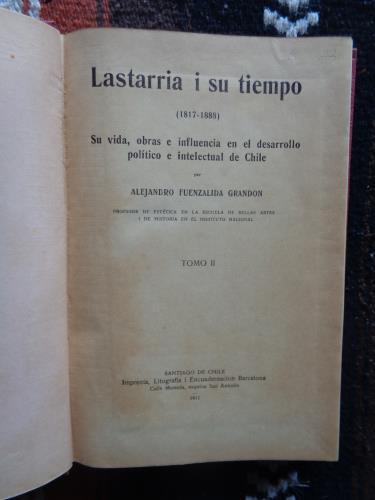 Lastarria i su tiempo
(1817-1888)
Su vida, obras e influencia en el desarrollo
político e intelectual de Chile
por
ALEJANDRO FUENZALIDA GRANDON
PROFESOR DE ESTÉTICA EN LA ESCUELA DE BELLAS ARTES
I DE HISTORIA EN EL INSTITUTO NACIONAL
TOMO II
SANTIAGO DE CHILE
Imprenta, Litografía i Encuadernacion Barcelona
Calle Moneda, esquina San Antonio
1911